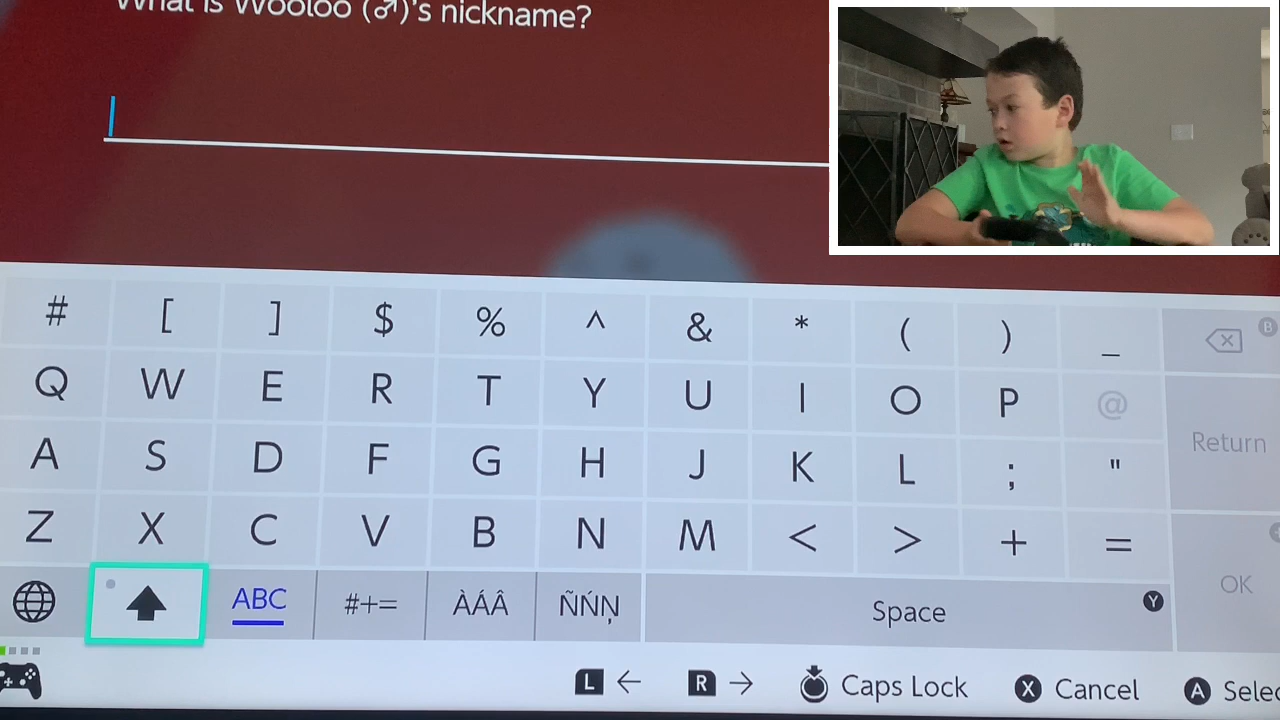 What is Wooloo (♂)'s nickname?
# [ ] $ % ^ & * ( ) _ B
Q W E R T Y U I O P @
A S D F G H J K L ; " Return
Z X C V B N M < > + =
ABC #+= ÀÁÂ ÑŃŅ Space Y OK
L ← R → Caps Lock X Cancel A Selec